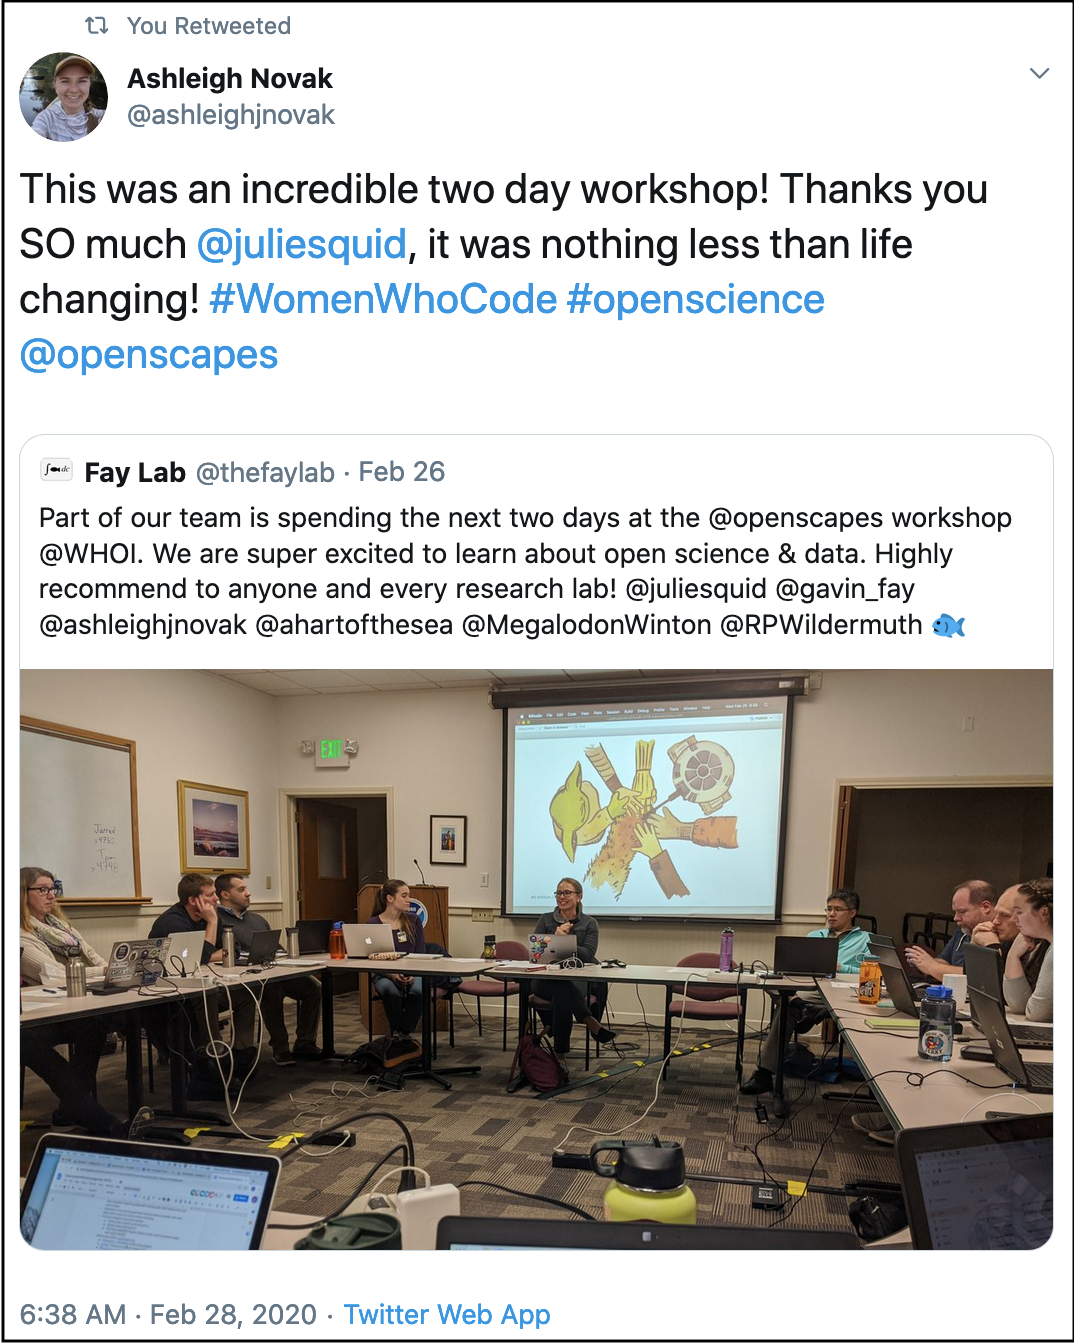 You Retweeted
Ashleigh Novak
@ashleighjnovak
This was an incredible two day workshop! Thanks you
SO much @juliesquid, it was nothing less than life
changing! #WomenWhoCode #openscience
@openscapes
Fay Lab @thefaylab · Feb 26
Part of our team is spending the next two days at the @openscapes workshop
@WHOI. We are super excited to learn about open science & data. Highly
recommend to anyone and every research lab! @juliesquid @gavin_fay
@ashleighjnovak @ahartofthesea @MegalodonWinton @RPWildermuth
EXIT
6:38 AM · Feb 28, 2020 · Twitter Web App